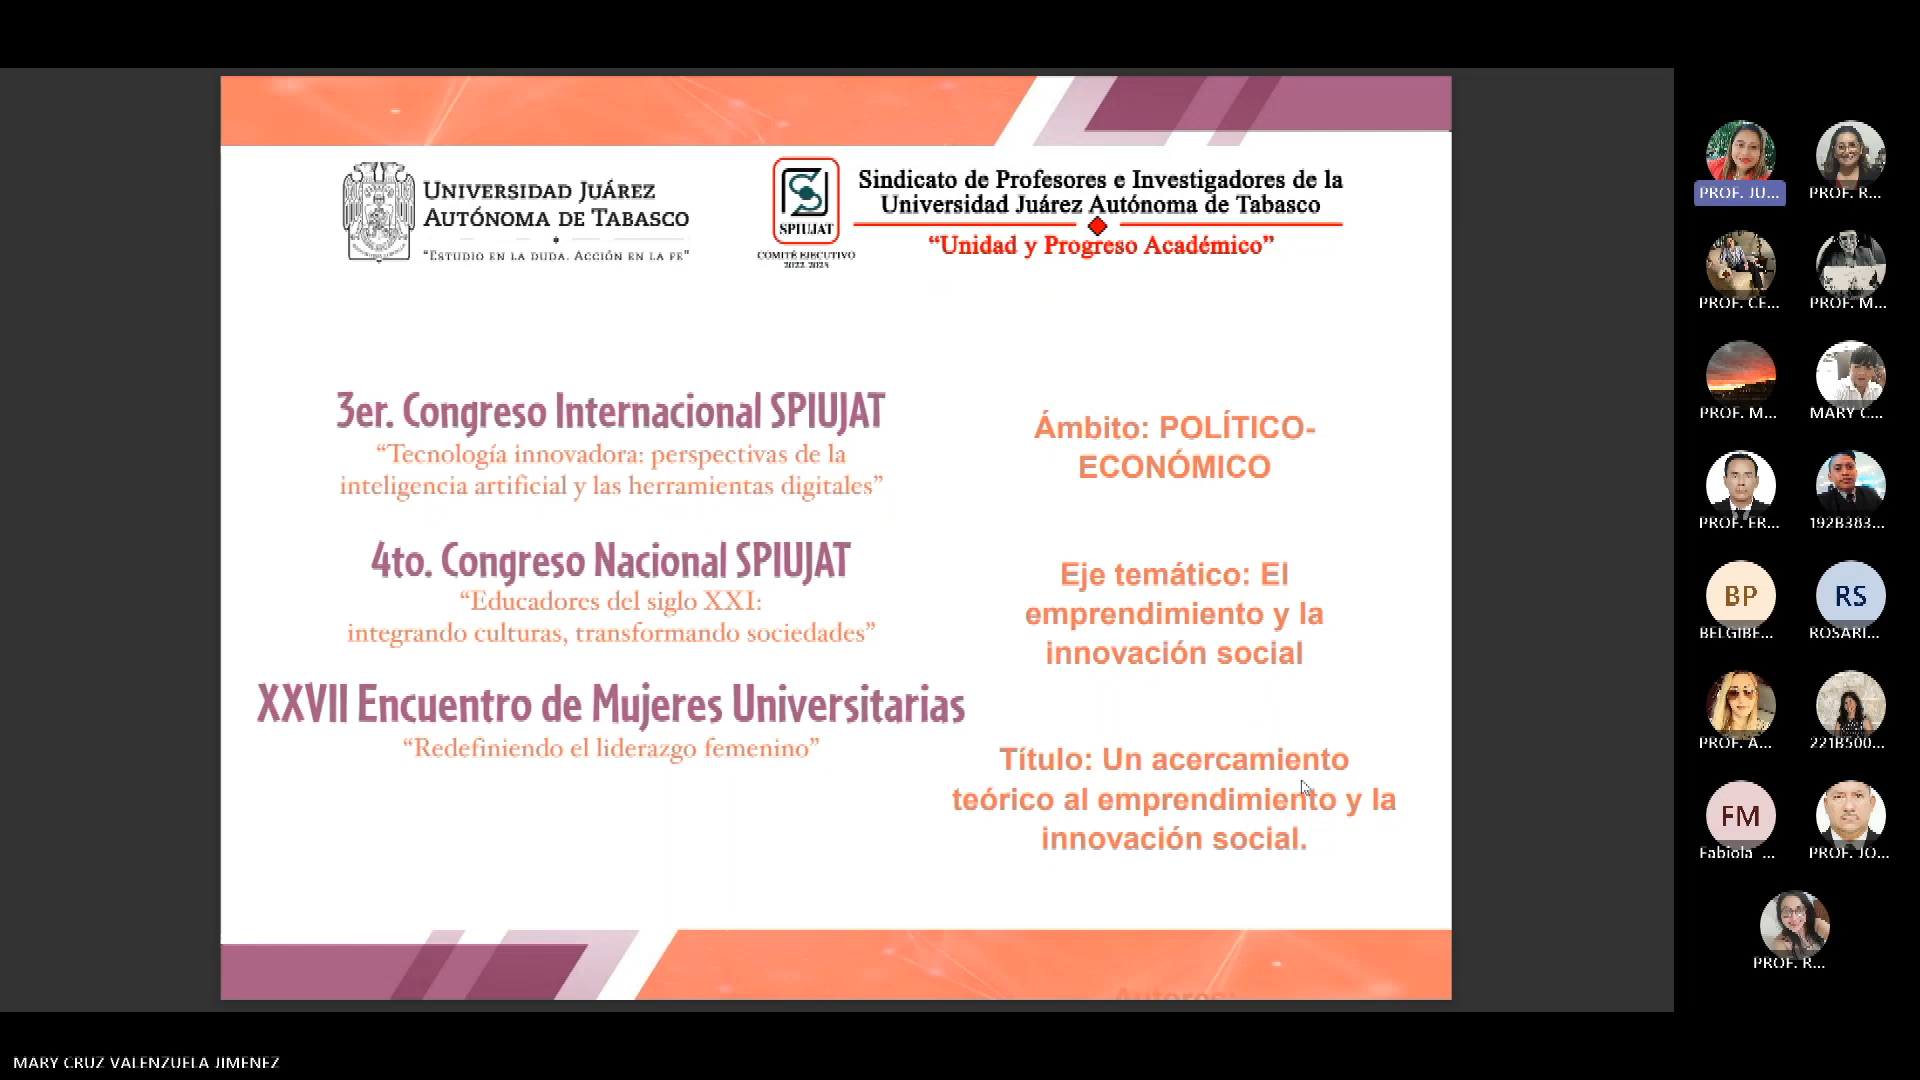 UNIVERSIDAD JUÁREZ
AUTÓNOMA DE TABASCO
“ESTUDIO EN LA DUDA. ACCIÓN EN LA FE”
SPIUJAT
COMITÉ EJECUTIVO
Sindicato de Profesores e Investigadores de la
Universidad Juárez Autónoma de Tabasco
“Unidad y Progreso Académico”
3er. Congreso Internacional SPIUJAT
“Tecnología innovadora: perspectivas de la
inteligencia artificial y las herramientas digitales”
4to. Congreso Nacional SPIUJAT
“Educadores del siglo XXI:
integrando culturas, transformando sociedades”
XXVII Encuentro de Mujeres Universitarias
“Redefiniendo el liderazgo femenino”
Ámbito: POLÍTICO-
ECONÓMICO
Eje temático: El
emprendimiento y la
innovación social
Título: Un acercamiento
teórico al emprendimiento y la
innovación social.
Autores:
PROF. JU...
PROF. R...
PROF. CE...
PROF. M...
PROF. M...
MARY C...
PROF. ER...
192B383...
BP
BELGIBE...
RS
ROSARI...
PROF. A...
221B500...
FM
Fabiola ...
PROF. JO...
PROF. R...
MARY CRUZ VALENZUELA JIMENEZ